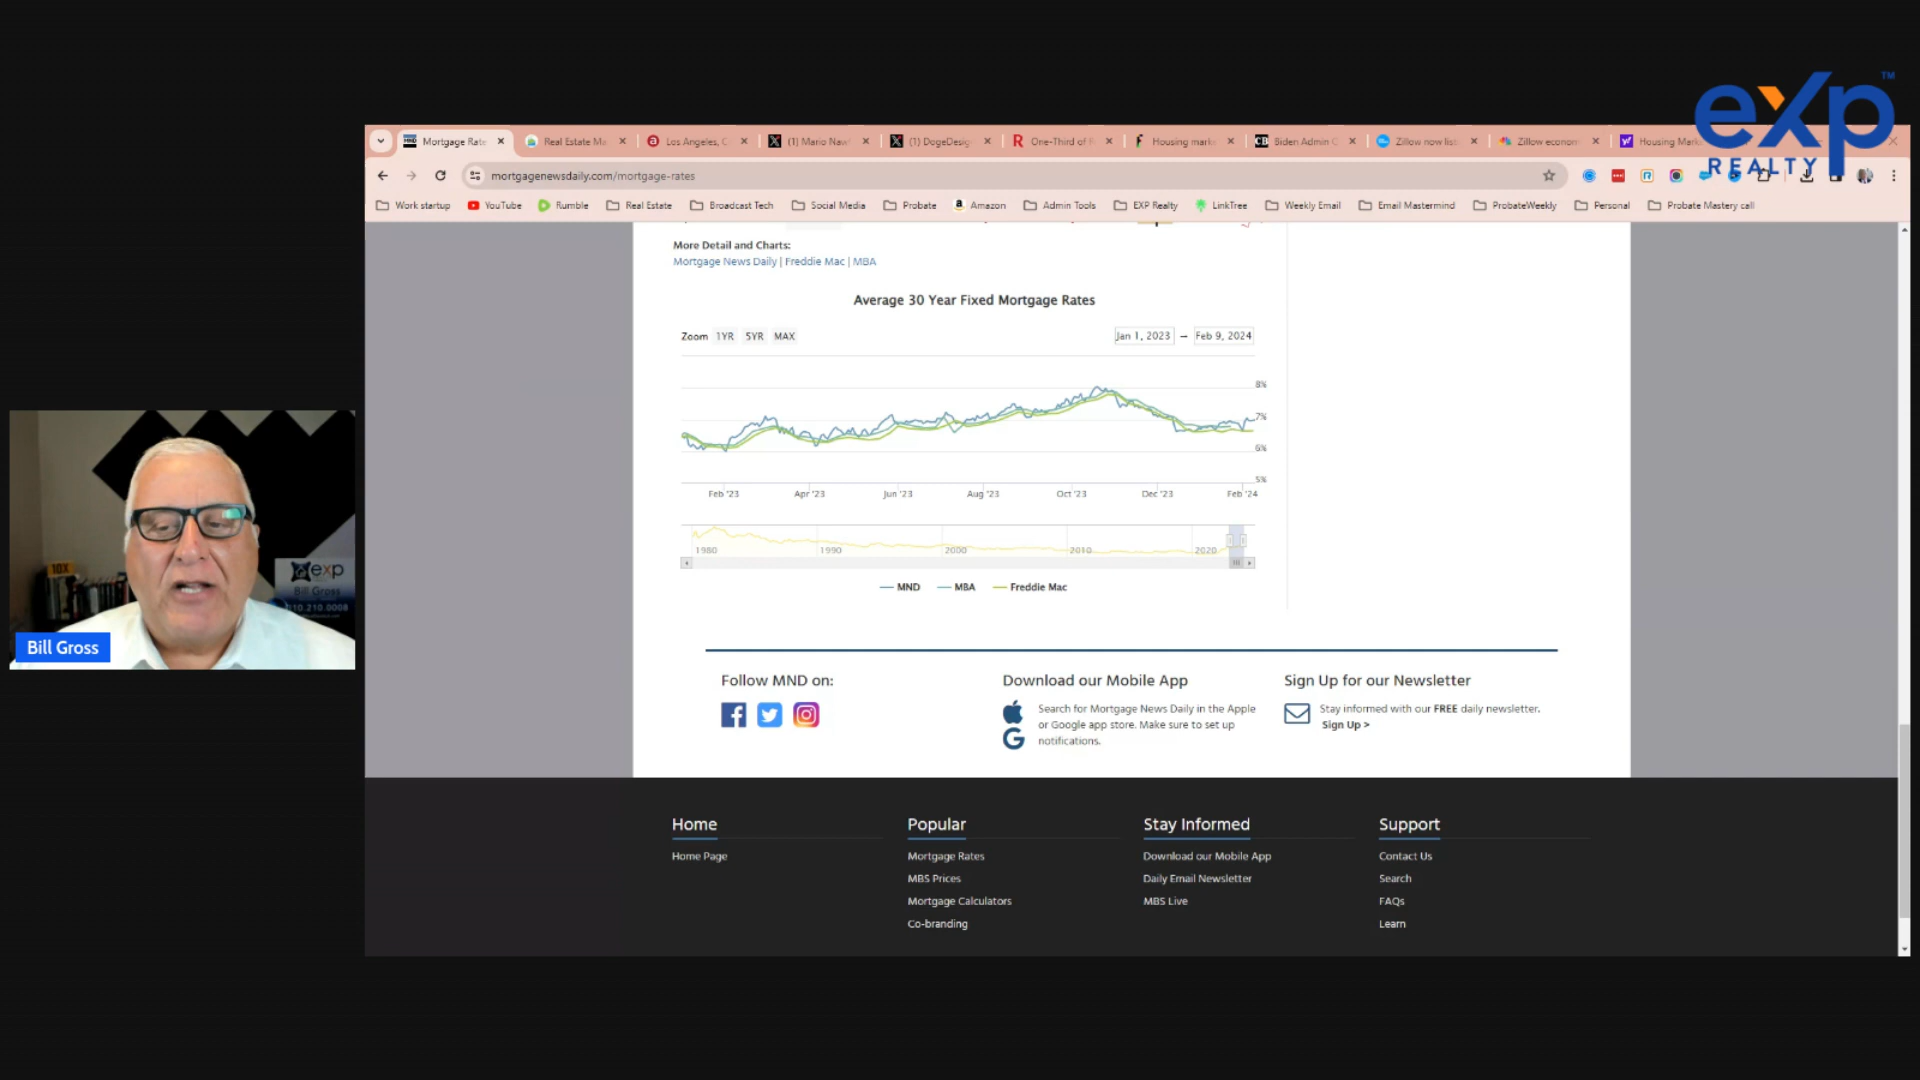 eXp™
REALTY
Mortgage Rate
Real Estate Ma
Los Angeles, C
(1) Mario Nawf
(1) DogeDesig
One-Third of
Housing mark
Biden Admin C
Zillow now list
Zillow econom
Housing Mark
mortgagenewsdaily.com/mortgage-rates
Work startup
YouTube
Rumble
Real Estate
Broadcast Tech
Social Media
Probate
Amazon
Admin Tools
EXP Realty
LinkTree
Weekly Email
Email Mastermind
ProbateWeekly
Personal
Probate Mastery call
More Detail and Charts:
Mortgage News Daily | Freddie Mac | MBA
Average 30 Year Fixed Mortgage Rates
Zoom 1YR 5YR MAX
Jan 1, 2023 – Feb 9, 2024
8%
7%
6%
5%
Feb '23 Apr '23 Jun '23 Aug '23 Oct '23 Dec '23 Feb '24
1980 1990 2000 2010 2020
MND MBA Freddie Mac
10X
exp
Bill Gross
Bill Gross
Follow MND on:
Download our Mobile App
Search for Mortgage News Daily in the Apple
or Google app store. Make sure to set up
notifications.
Sign Up for our Newsletter
Stay informed with our FREE daily newsletter.
Sign Up >
Home
Home Page
Popular
Mortgage Rates
MBS Prices
Mortgage Calculators
Co-branding
Stay Informed
Download our Mobile App
Daily Email Newsletter
MBS Live
Support
Contact Us
Search
FAQs
Learn